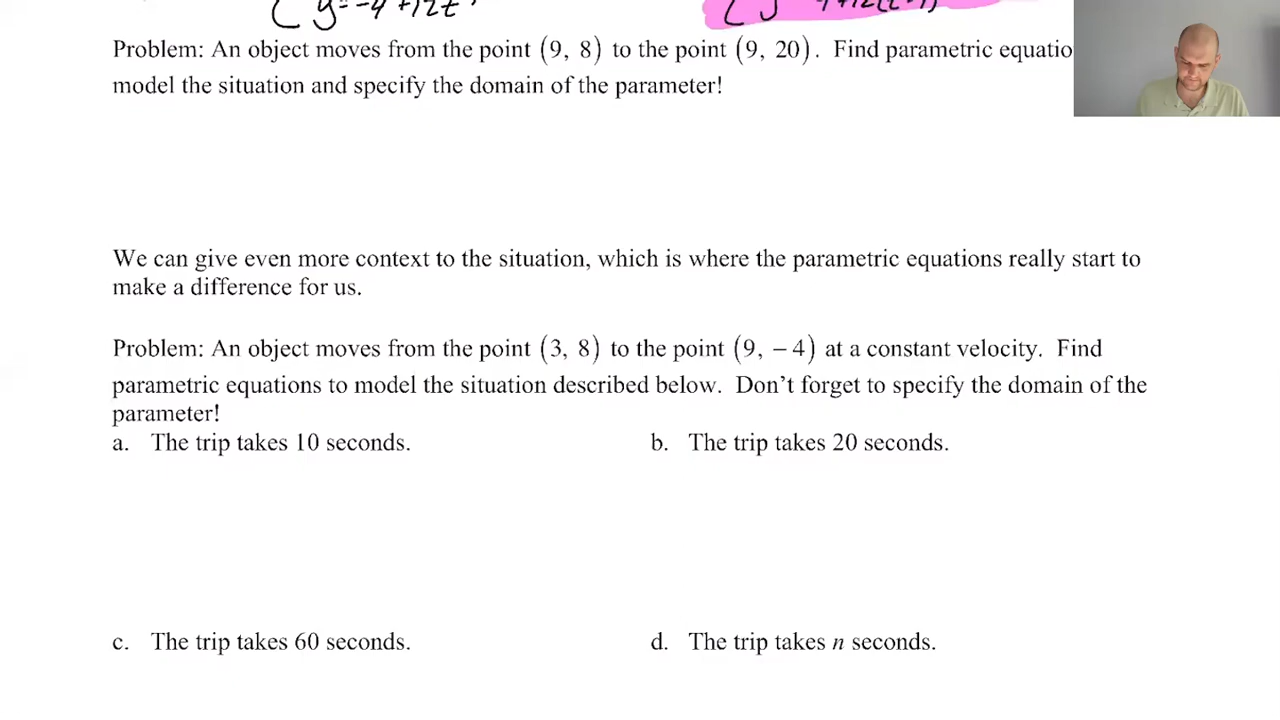 y=-4+12t
Problem: An object moves from the point (9, 8) to the point (9, 20). Find parametric
model the situation and specify the domain of the parameter!
We can give even more context to the situation, which is where the parametric equations really start to
make a difference for us.
Problem: An object moves from the point (3, 8) to the point (9, −4) at a constant velocity. Find
parametric equations to model the situation described below. Don’t forget to specify the domain of the
parameter!
a. The trip takes 10 seconds. b. The trip takes 20 seconds.
c. The trip takes 60 seconds. d. The trip takes n seconds.